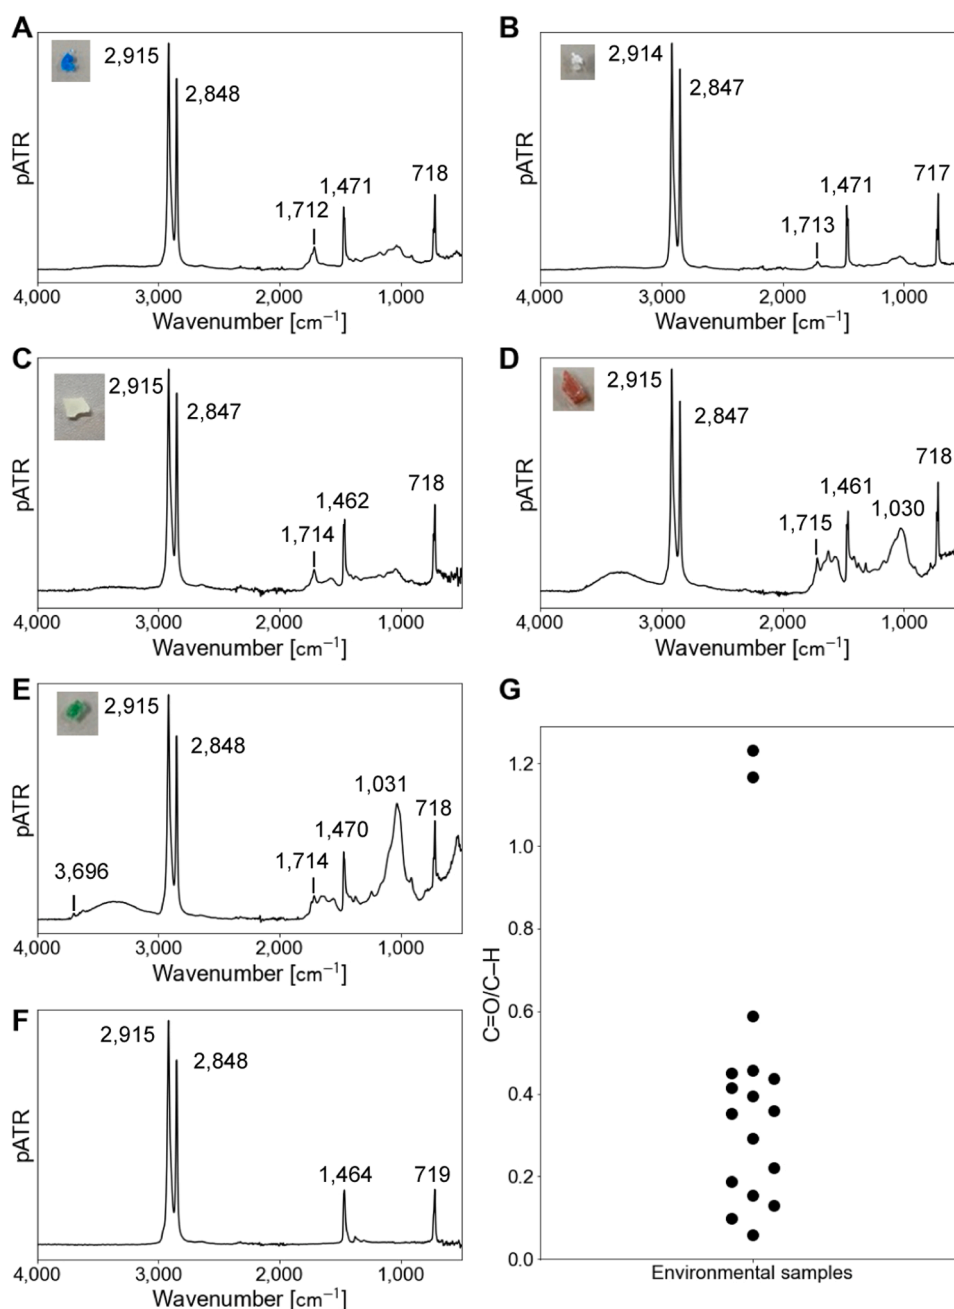 A
2,915
2,848
1,712
1,471
718
pATR
4,000 3,000 2,000 1,000
Wavenumber [cm−1]
B
2,914
2,847
1,713
1,471
717
pATR
4,000 3,000 2,000 1,000
Wavenumber [cm−1]
C
2,915
2,847
1,714
1,462
718
pATR
4,000 3,000 2,000 1,000
Wavenumber [cm−1]
D
2,915
2,847
1,715
1,461
1,030
718
pATR
4,000 3,000 2,000 1,000
Wavenumber [cm−1]
E
3,696
2,915
2,848
1,714
1,470
1,031
718
pATR
4,000 3,000 2,000 1,000
Wavenumber [cm−1]
F
2,915
2,848
1,464
719
pATR
4,000 3,000 2,000 1,000
Wavenumber [cm−1]
G
C=O/C–H
1.2
1.0
0.8
0.6
0.4
0.2
0.0
Environmental samples